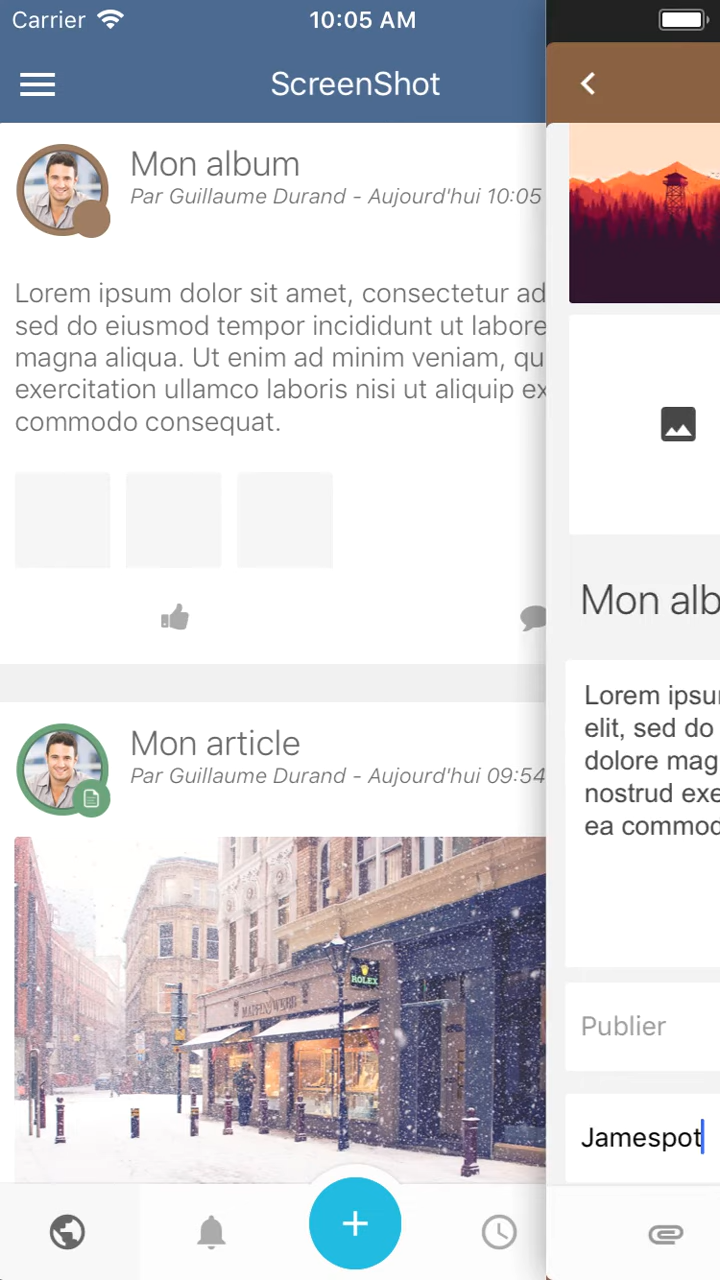 Carrier 10:05 AM
ScreenShot
Mon album
Par Guillaume Durand - Aujourd'hui 10:05
Lorem ipsum dolor sit amet, consectetur ad
sed do eiusmod tempor incididunt ut labore
magna aliqua. Ut enim ad minim veniam, qu
exercitation ullamco laboris nisi ut aliquip ex
commodo consequat.
Mon article
Par Guillaume Durand - Aujourd'hui 09:54
ROLEX
MAPPIN & WEBB
Mon alb
Lorem ipsu
elit, sed do
dolore mag
nostrud exe
ea commod
Publier
Jamespot